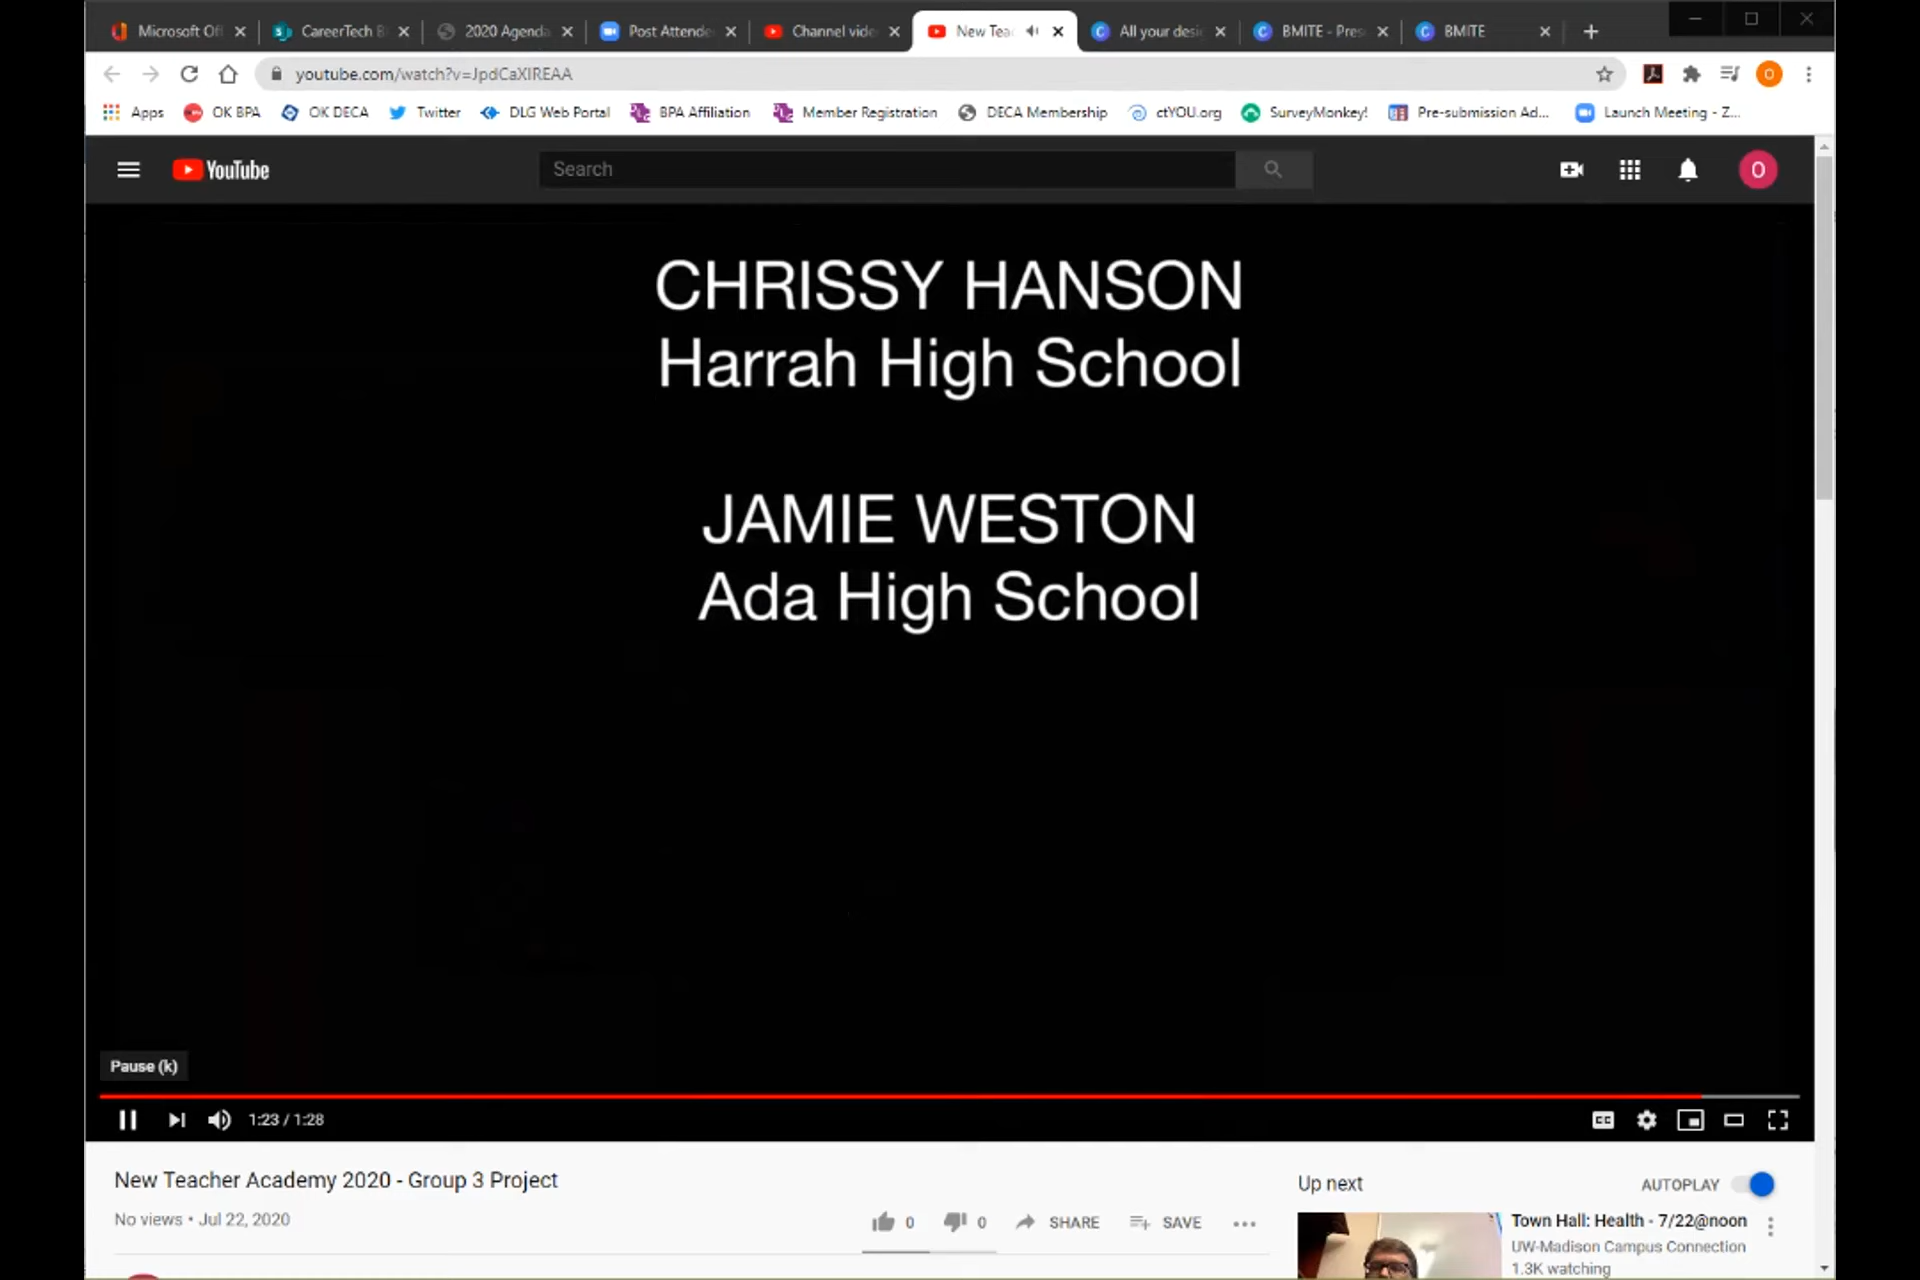 Microsoft Of
CareerTech B
2020 Agenda
Post Attende
Channel vide
New Tea
All your desi
BMITE - Pres
BMITE
youtube.com/watch?v=JpdCaXIREAA
O
Apps
OK BPA
OK DECA
Twitter
DLG Web Portal
BPA Affiliation
Member Registration
DECA Membership
ctYOU.org
SurveyMonkey!
Pre-submission Ad...
Launch Meeting - Z...
YouTube
Search
O
CHRISSY HANSON
Harrah High School
JAMIE WESTON
Ada High School
Pause (k)
1:23 / 1:28
CC
New Teacher Academy 2020 - Group 3 Project
No views • Jul 22, 2020
0
0
SHARE
SAVE
Up next
AUTOPLAY
Town Hall: Health - 7/22@noon
UW-Madison Campus Connection
1.3K watching